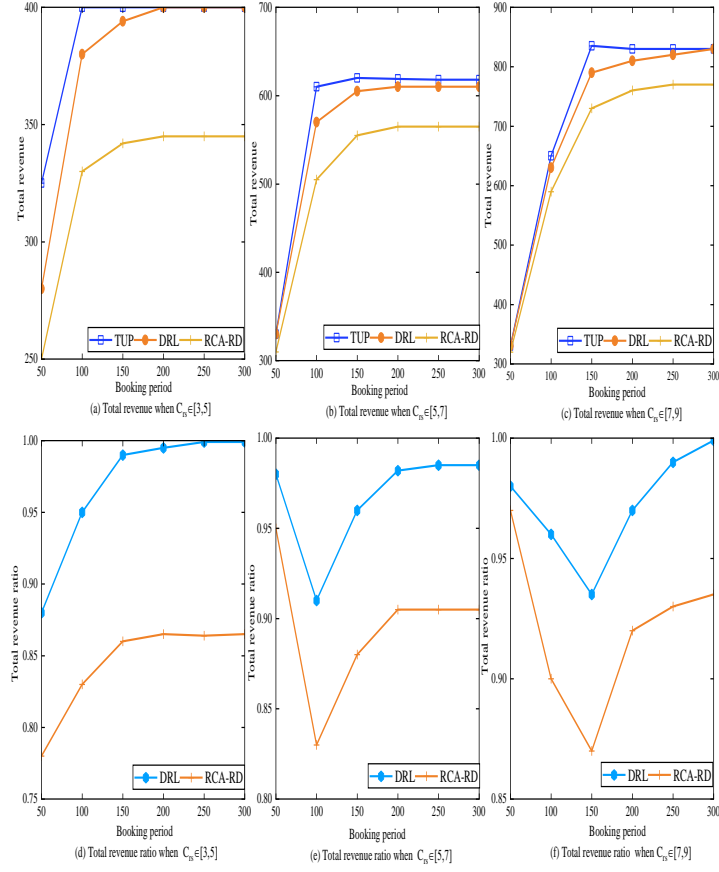 400
350
300
250
Total revenue
TUP DRL RCA-RD
50 100 150 200 250 300
Booking period
(a) Total revenue when C_rs∈[3,5]
700
600
500
400
300
Total revenue
TUP DRL RCA-RD
50 100 150 200 250 300
Booking period
(b) Total revenue when C_rs∈[5,7]
900
800
700
600
500
400
300
Total revenue
TUP DRL RCA-RD
50 100 150 200 250 300
Booking period
(c) Total revenue when C_rs∈[7,9]
1.00
0.95
0.90
0.85
0.80
0.75
Total revenue ratio
DRL RCA-RD
50 100 150 200 250 300
Booking period
(d) Total revenue ratio when C_rs∈[3,5]
1.00
0.95
0.90
0.85
0.80
Total revenue ratio
DRL RCA-RD
50 100 150 200 250 300
Booking period
(e) Total revenue ratio when C_rs∈[5,7]
1.00
0.95
0.90
0.85
Total revenue ratio
DRL RCA-RD
50 100 150 200 250 300
Booking period
(f) Total revenue ratio when C_rs∈[7,9]